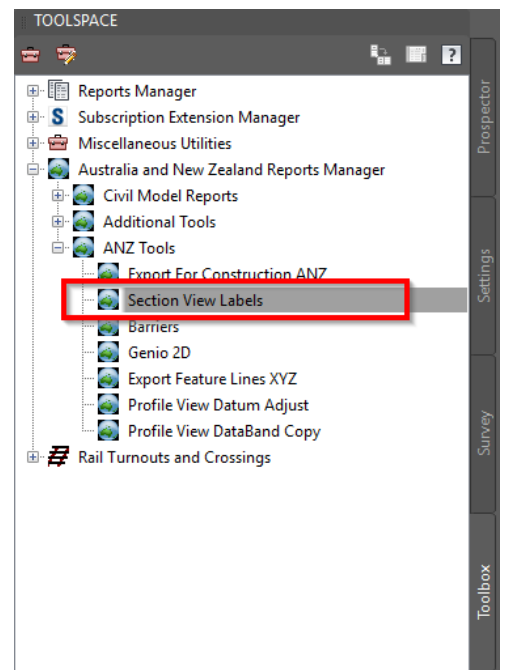 TOOLSPACE
?
Reports Manager
S Subscription Extension Manager
Miscellaneous Utilities
Australia and New Zealand Reports Manager
Civil Model Reports
Additional Tools
ANZ Tools
Export For Construction ANZ
Section View Labels
Barriers
Genio 2D
Export Feature Lines XYZ
Profile View Datum Adjust
Profile View DataBand Copy
Rail Turnouts and Crossings
Prospector
Settings
Survey
Toolbox